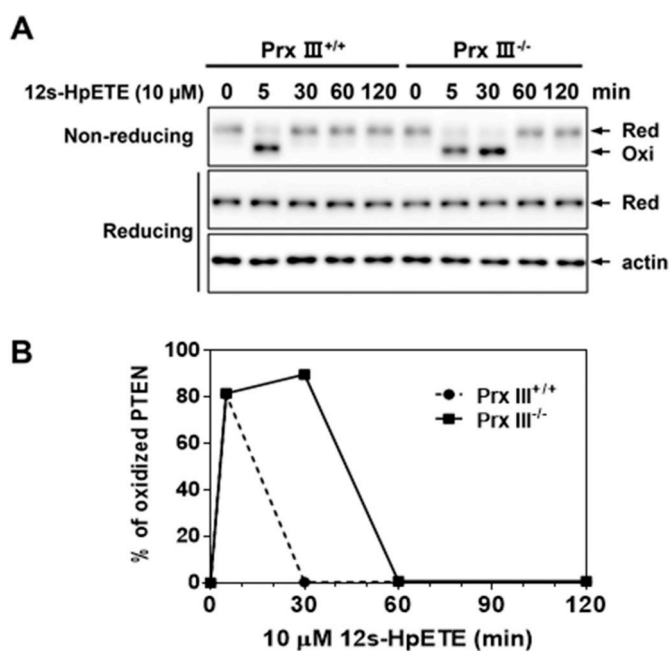 A
Prx Ⅲ+/+ Prx Ⅲ-/-
12s-HpETE (10 µM) 0 5 30 60 120 0 5 30 60 120 min
Non-reducing Red
Oxi
Reducing Red
actin
B
% of oxidized PTEN
100
80
60
40
20
0
Prx III+/+
Prx III-/-
0 30 60 90 120
10 µM 12s-HpETE (min)